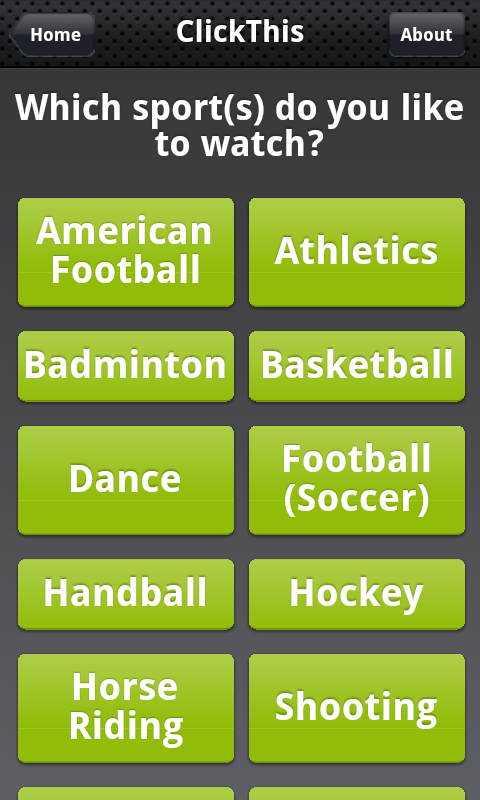 Home
ClickThis
About
Which sport(s) do you like
to watch?
American
Football
Athletics
Badminton
Basketball
Dance
Football
(Soccer)
Handball
Hockey
Horse
Riding
Shooting